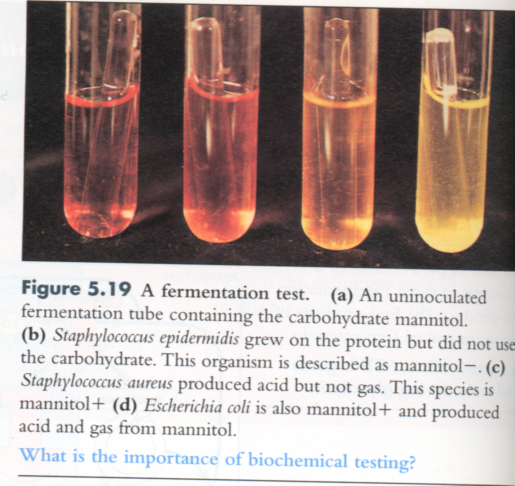 Figure 5.19 A fermentation test. (a) An uninoculated
fermentation tube containing the carbohydrate mannitol.
(b) Staphylococcus epidermidis grew on the protein but did not use
the carbohydrate. This organism is described as mannitol−. (c)
Staphylococcus aureus produced acid but not gas. This species is
mannitol+ (d) Escherichia coli is also mannitol+ and produced
acid and gas from mannitol.
What is the importance of biochemical testing?